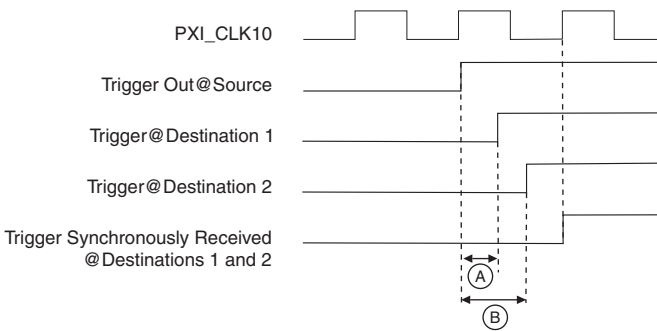 PXI_CLK10
Trigger Out@Source
Trigger@Destination 1
Trigger@Destination 2
Trigger Synchronously Received
@Destinations 1 and 2
A
B